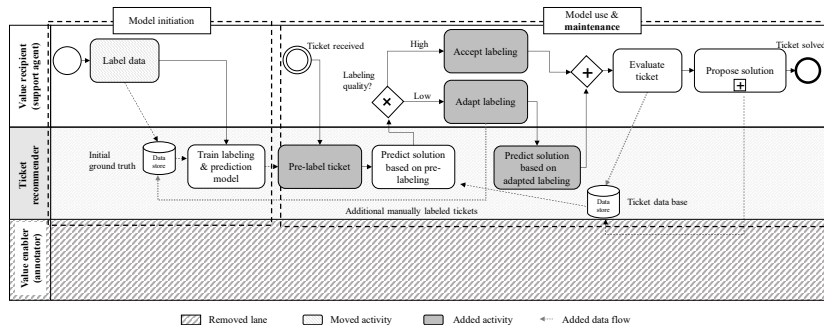 Model initiation
Model use &
maintenance
Value recipient
(support agent)
Label data
Ticket received
Labeling
quality?
High
Low
Accept labeling
Adapt labeling
Evaluate
ticket
Propose solution
Ticket solved
Ticket
recommender
Initial
ground truth
Data
store
Train labeling
& prediction
model
Pre-label ticket
Predict solution
based on pre-
labeling
Predict solution
based on
adapted labeling
Data
store
Ticket data base
Additional manually labeled tickets
Value enabler
(annotator)
Removed lane
Moved activity
Added activity
Added data flow